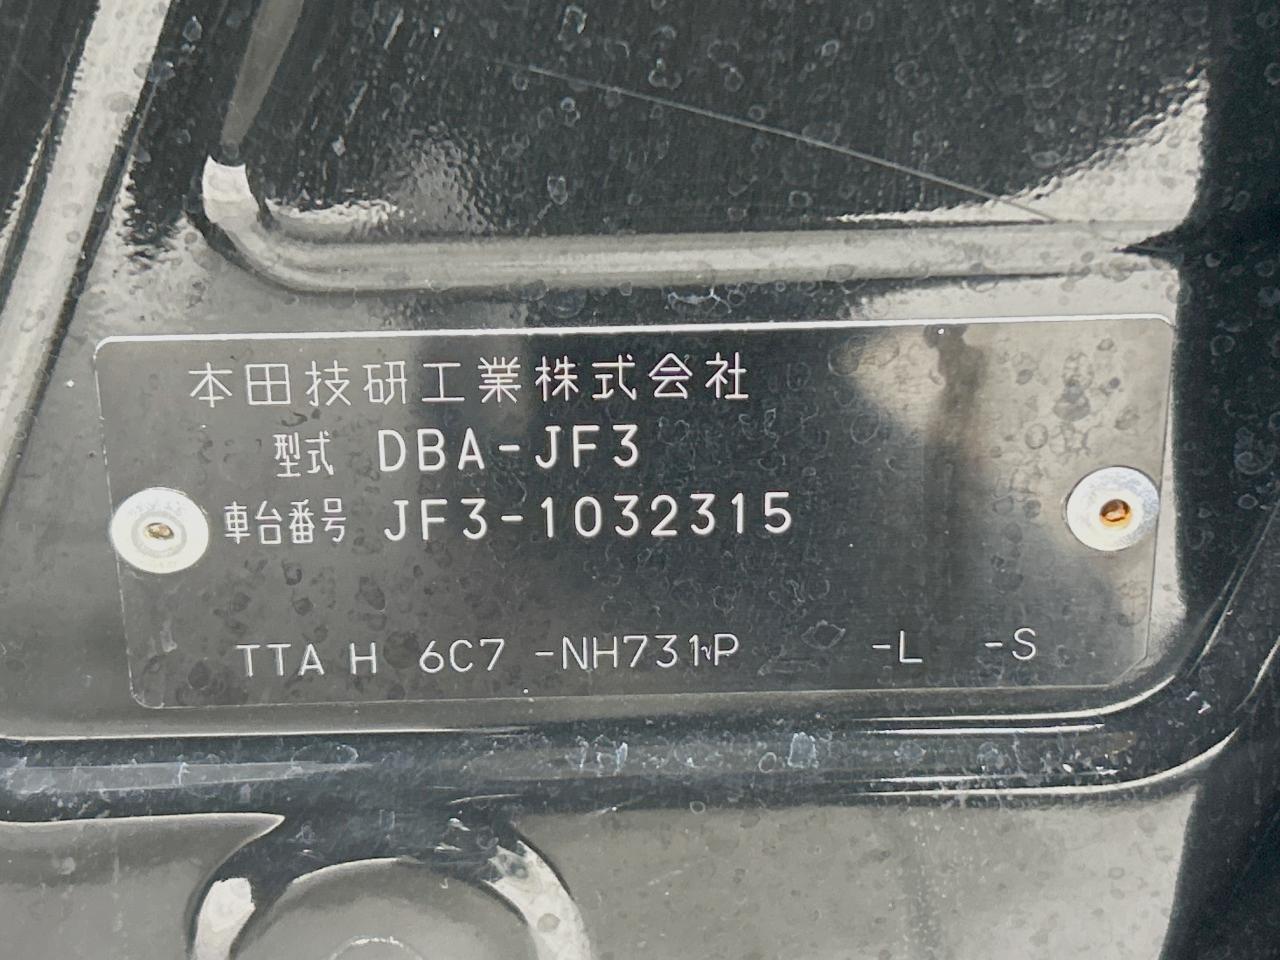 本田技研工業株式会社
型式 DBA-JF3
車台番号 JF3-1032315
TTA H 6C7 -NH731P -L -S